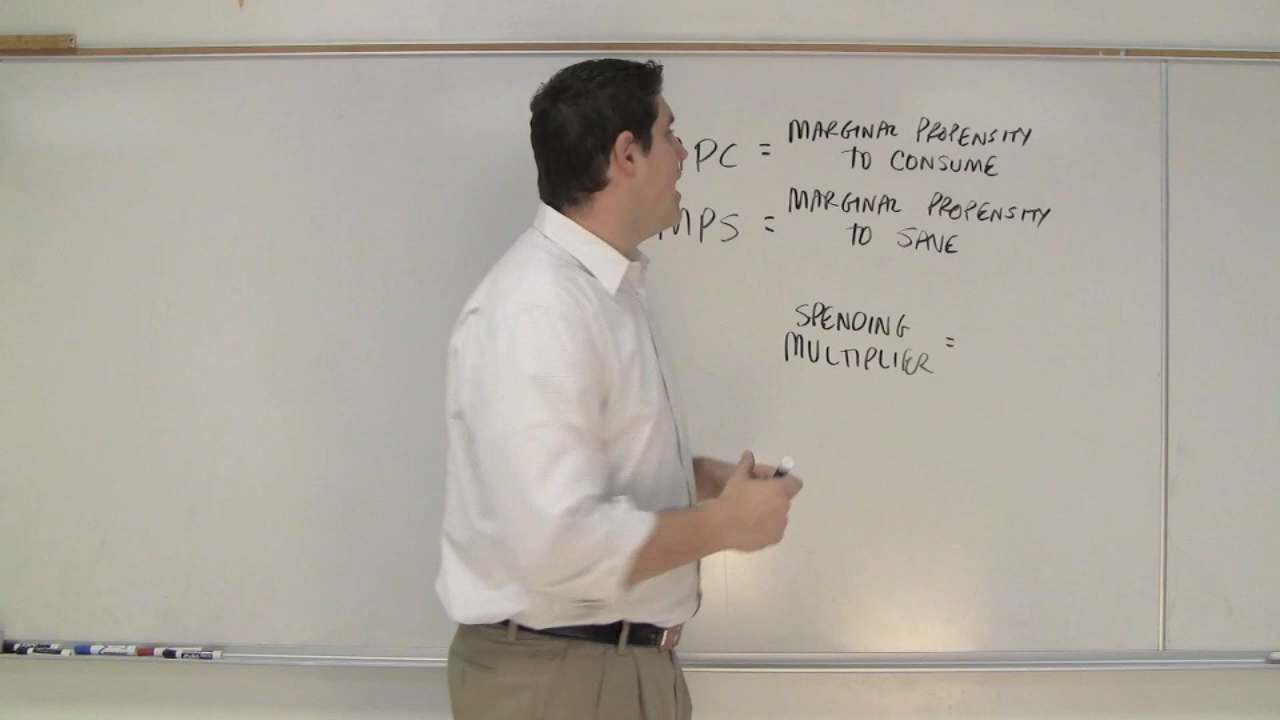 PC = MARGINAL PROPENSITY
TO CONSUME
MPS = MARGINAL PROPENSITY
TO SAVE
SPENDING
MULTIPLIER =